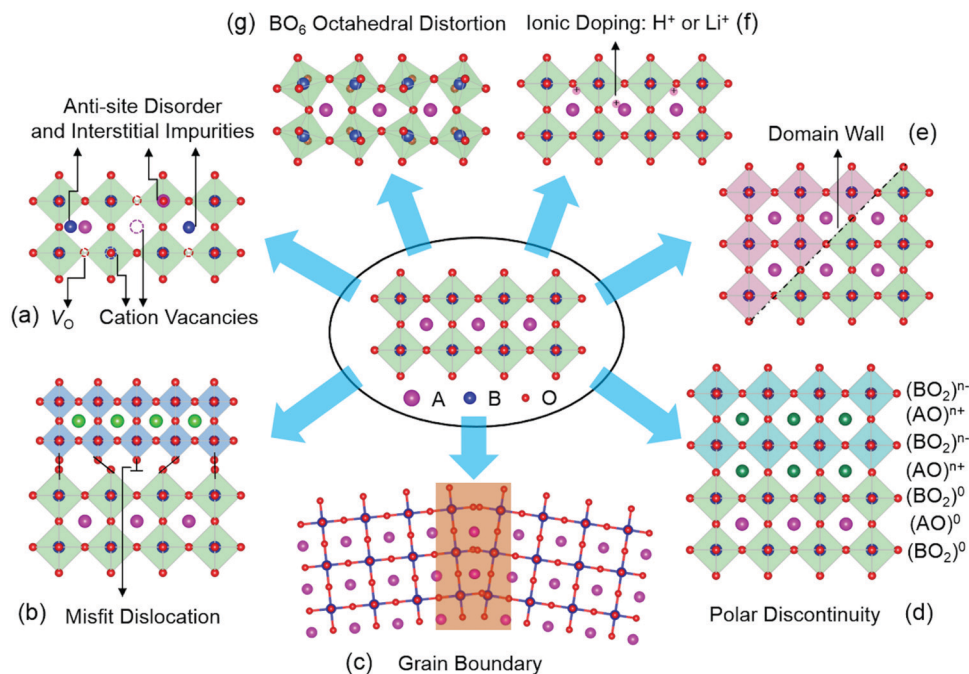 (g) BO₆ Octahedral Distortion
Ionic Doping: H⁺ or Li⁺ (f)
Anti-site Disorder
and Interstitial Impurities
Domain Wall (e)
(a) V_O Cation Vacancies
A B O
(BO₂)ⁿ⁻
(AO)ⁿ⁺
(BO₂)ⁿ⁻
(AO)ⁿ⁺
(BO₂)⁰
(AO)⁰
(BO₂)⁰
(b) Misfit Dislocation
Polar Discontinuity (d)
(c) Grain Boundary